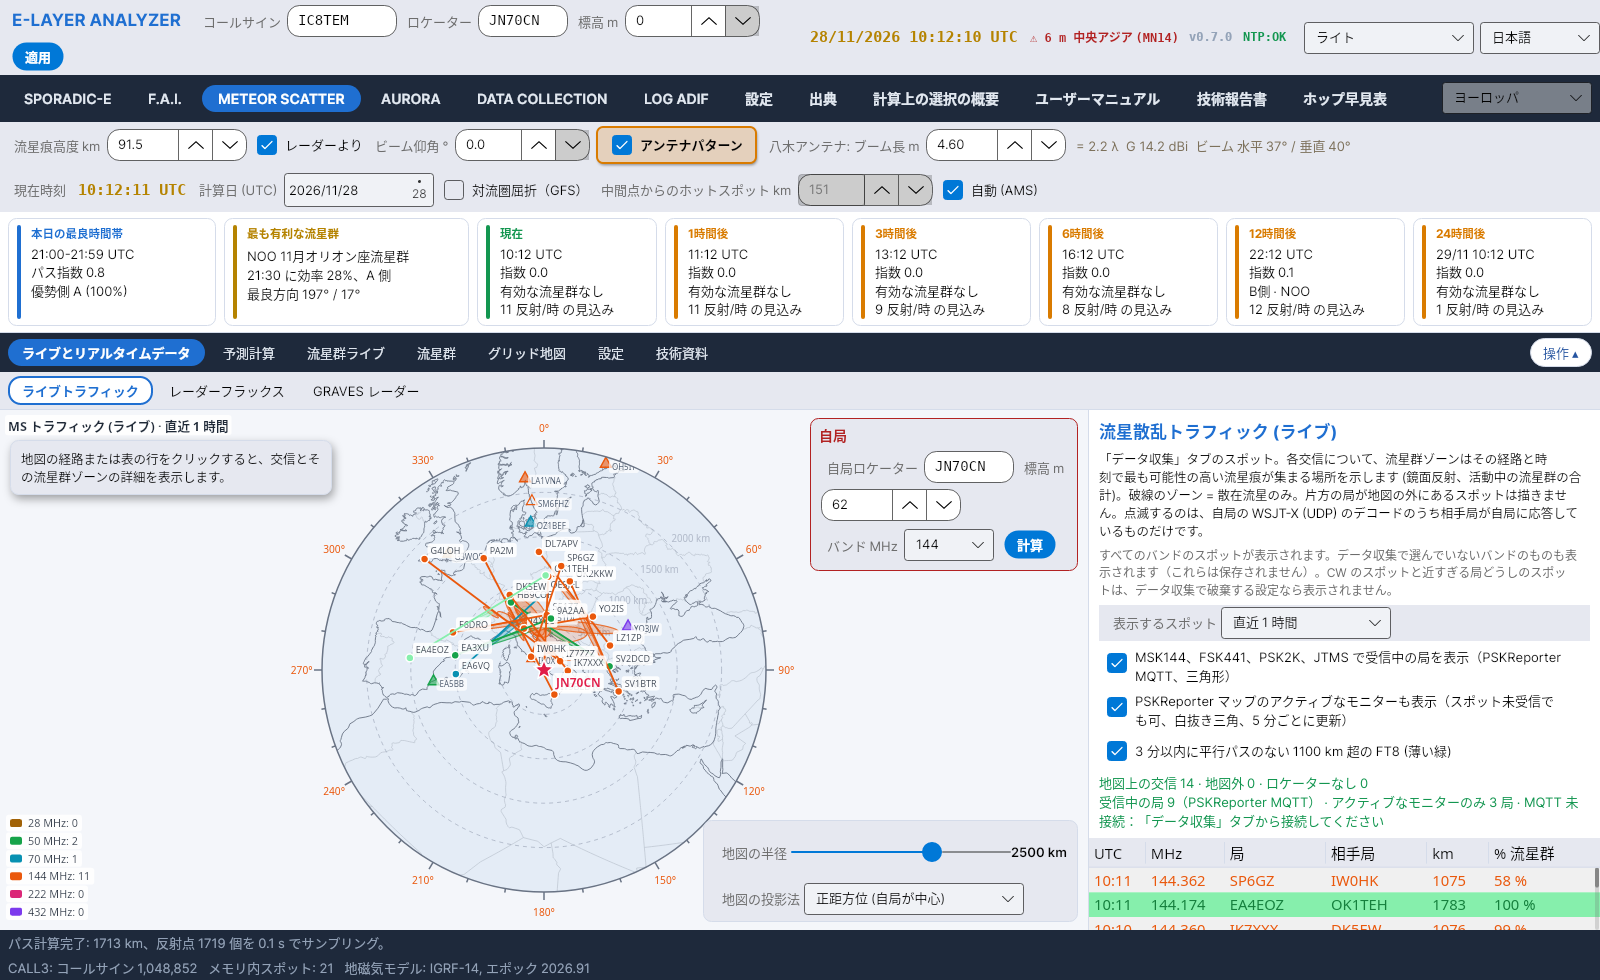 E-LAYER ANALYZER コールサイン IC8TEM ロケーター JN70CN 標高 m 0
適用
28/11/2026 10:12:10 UTC ⚠ 6 m 中央アジア (MN14) v0.7.0 NTP:OK ライト 日本語
SPORADIC-E F.A.I. METEOR SCATTER AURORA DATA COLLECTION LOG ADIF 設定 出典 計算上の選択の概要 ユーザーマニュアル 技術報告書 ホップ早見表 ヨーロッパ
流星痕高度 km 91.5 レーダーより ビーム仰角 ° 0.0 アンテナパターン 八木アンテナ: ブーム長 m 4.60 = 2.2 λ G 14.2 dBi ビーム 水平 37° / 垂直 40°
現在時刻 10:12:11 UTC 計算日 (UTC) 2026/11/28 28 対流圏屈折（GFS） 中間点からのホットスポット km 151 自動 (AMS)
本日の最良時間帯
21:00-21:59 UTC
パス指数 0.8
優勢側 A (100%)
最も有利な流星群
NOO 11月オリオン座流星群
21:30 に効率 28%、A 側
最良方向 197° / 17°
現在
10:12 UTC
指数 0.0
有効な流星群なし
11 反射/時 の見込み
1時間後
11:12 UTC
指数 0.0
有効な流星群なし
11 反射/時 の見込み
3時間後
13:12 UTC
指数 0.0
有効な流星群なし
9 反射/時 の見込み
6時間後
16:12 UTC
指数 0.0
有効な流星群なし
8 反射/時 の見込み
12時間後
22:12 UTC
指数 0.1
B側 · NOO
12 反射/時 の見込み
24時間後
29/11 10:12 UTC
指数 0.0
有効な流星群なし
1 反射/時 の見込み
ライブとリアルタイムデータ 予測計算 流星群ライブ 流星群 グリッド地図 設定 技術資料 操作 ▴
ライブトラフィック レーダーフラックス GRAVES レーダー
MS トラフィック (ライブ) · 直近 1 時間
地図の経路または表の行をクリックすると、交信とそ
の流星群ゾーンの詳細を表示します。
0°
30°
60°
90°
120°
150°
180°
210°
240°
270°
300°
330°
2000 km
1500 km
LA1VNA
SM6FHZ
OZ1BEF
DL7APV
G4LOH
PA2M
SP6GZ
OK1TEH
DK5EW
9A2AA
YO2IS
F6DRO
LZ1ZP
EA4EOZ
EA3XU
IW0HK
IK7XXX
SV2DCD
EA6VQ
EA5BB
JN70CN
SV1BTR
28 MHz: 0
50 MHz: 2
70 MHz: 1
144 MHz: 11
222 MHz: 0
432 MHz: 0
自局
自局ロケーター JN70CN 標高 m
62
バンド MHz 144 計算
地図の半径 2500 km
地図の投影法 正距方位 (自局が中心)
流星散乱トラフィック (ライブ)
「データ収集」タブのスポット。各交信について、流星群ゾーンはその経路と時
刻で最も可能性の高い流星痕が集まる場所を示します (鏡面反射、活動中の流星群の合
計)。破線のゾーン = 散在流星のみ。片方の局が地図の外にあるスポットは描きませ
ん。点滅するのは、自局の WSJT-X (UDP) のデコードのうち相手局が自局に応答して
いるものだけです。
すべてのバンドのスポットが表示されます。データ収集で選んでいないバンドのものも表
示されます（これらは保存されません）。CW のスポットと近すぎる局どうしのスポッ
トは、データ収集で破棄する設定なら表示されません。
表示するスポット 直近 1 時間
MSK144、FSK441、PSK2K、JTMS で受信中の局を表示（PSKReporter
MQTT、三角形）
PSKReporter マップのアクティブなモニターも表示（スポット未受信で
も可、白抜き三角、5 分ごとに更新）
3 分以内に平行パスのない 1100 km 超の FT8 (薄い緑)
地図上の交信 14 · 地図外 0 · ロケーターなし 0
受信中の局 9（PSKReporter MQTT） · アクティブなモニターのみ 3 局 · MQTT 未
接続：「データ収集」タブから接続してください
UTC MHz 局 相手局 km % 流星群
10:11 144.362 SP6GZ IW0HK 1075 58 %
10:11 144.174 EA4EOZ OK1TEH 1783 100 %
10:10 144.360 IK7XXX DK5EW 1076 99 %
パス計算完了: 1713 km、反射点 1719 個を 0.1 s でサンプリング。
CALL3: コールサイン 1,048,852 メモリ内スポット: 21 地磁気モデル: IGRF-14, エポック 2026.91